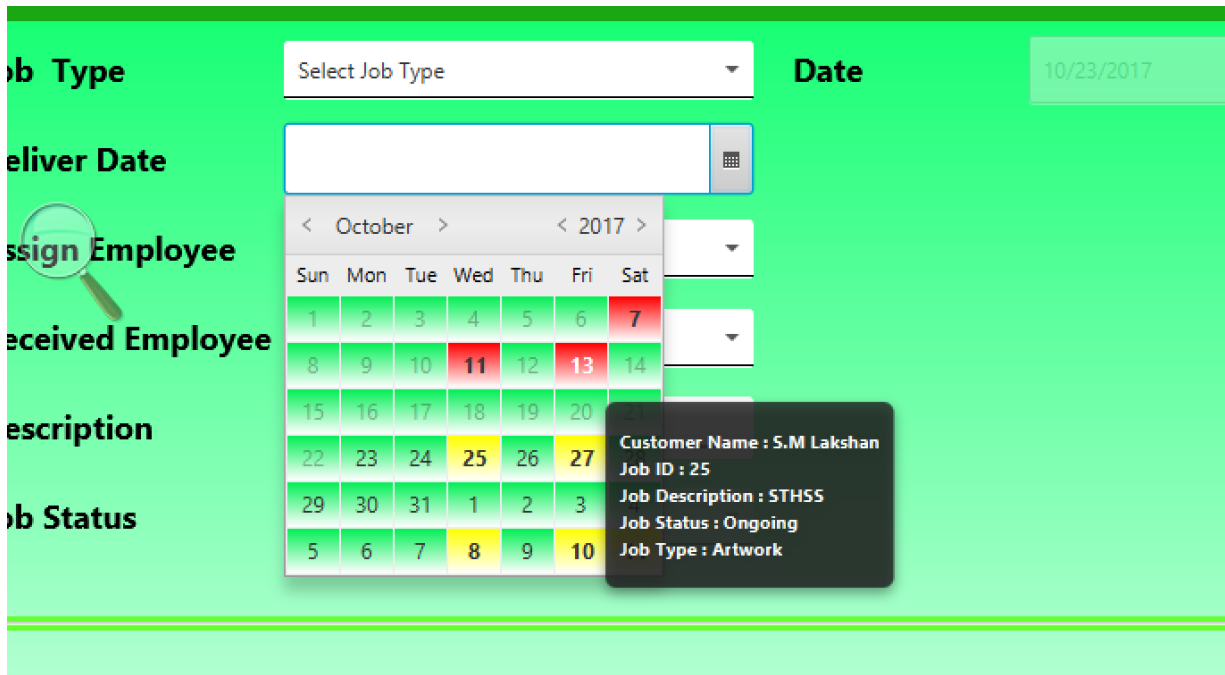 ob Type
Select Job Type
Date
10/23/2017
eliver Date
< October >
< 2017 >
ssign Employee
Sun Mon Tue Wed Thu Fri Sat
1 2 3 4 5 6 7
eceived Employee
8 9 10 11 12 13 14
15 16 17 18 19 20 21
escription
22 23 24 25 26 27 28
Customer Name : S.M Lakshan
Job ID : 25
Job Description : STHSS
Job Status : Ongoing
Job Type : Artwork
29 30 31 1 2 3 4
ob Status
5 6 7 8 9 10